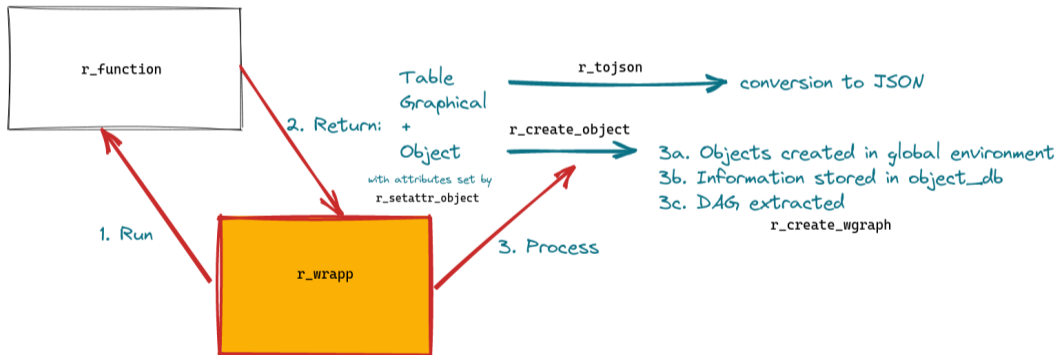 r_function
Table
Graphical
+
Object
with attributes set by
r_setattr_object
r_tojson
conversion to JSON
2. Return:
r_create_object
3a. Objects created in global environment
3b. Information stored in object_db
3c. DAG extracted
r_create_wgraph
1. Run
3. Process
r_wrapp